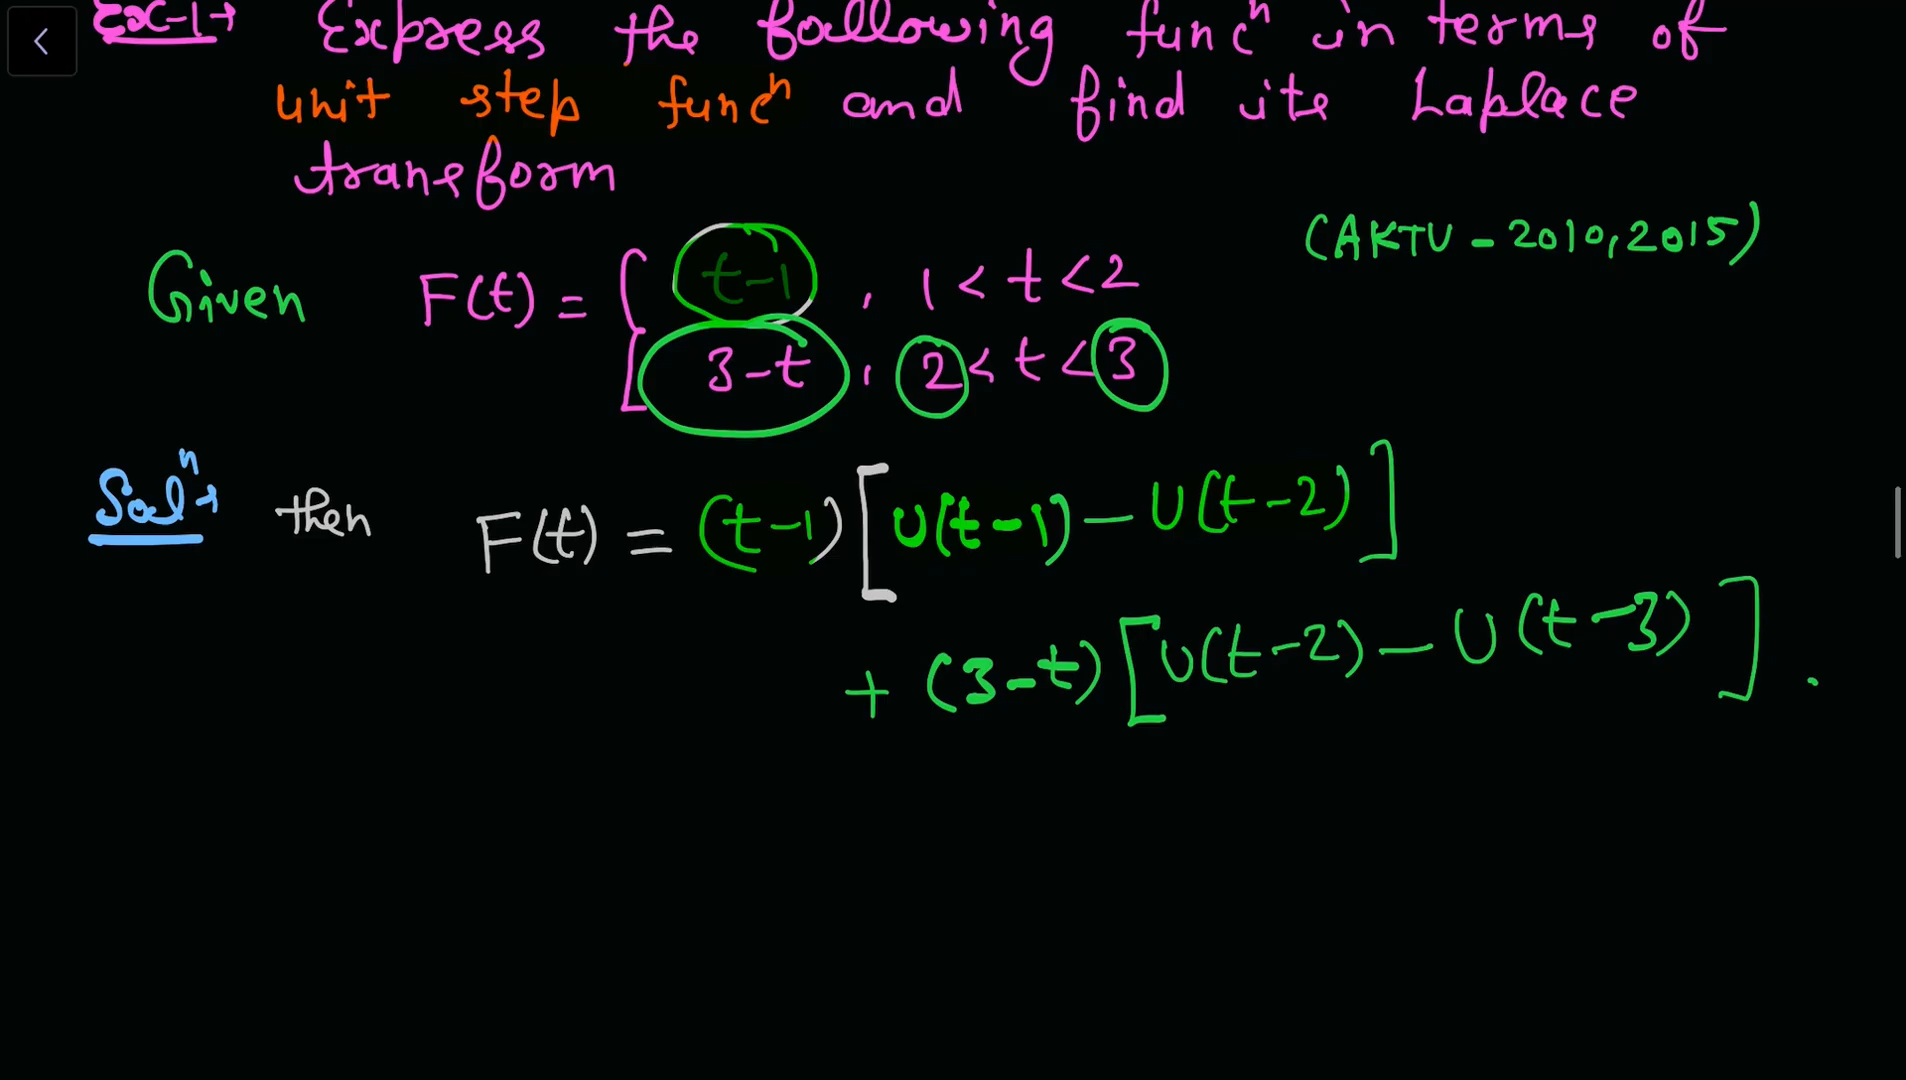 Ex-1→ Express the following funcⁿ in terms of
unit step funcⁿ and find its Laplace
transform
(AKTU - 2010, 2015)
Given F(t) = { t-1 , 1 < t < 2
3-t , 2 < t < 3
Solⁿ→ then F(t) = (t-1) [U(t-1) - U(t-2)]
+ (3-t) [U(t-2) - U(t-3)] .